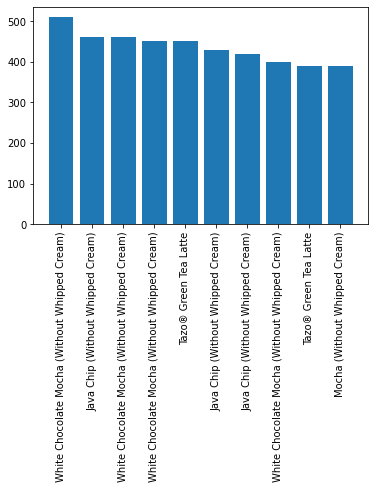 500
400
300
200
100
0
White Chocolate Mocha (Without Whipped Cream)
Java Chip (Without Whipped Cream)
White Chocolate Mocha (Without Whipped Cream)
White Chocolate Mocha (Without Whipped Cream)
Tazo® Green Tea Latte
Java Chip (Without Whipped Cream)
Java Chip (Without Whipped Cream)
White Chocolate Mocha (Without Whipped Cream)
Tazo® Green Tea Latte
Mocha (Without Whipped Cream)